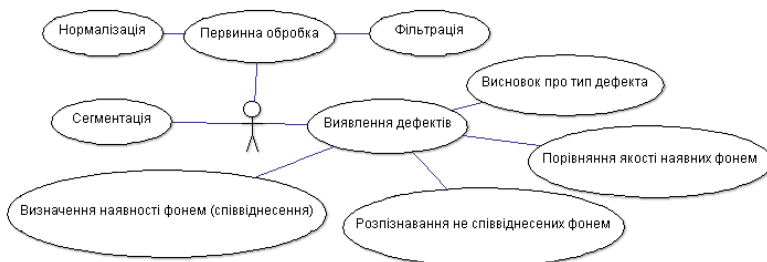 Нормалізація
Первинна обробка
Фільтрація
Висновок про тип дефекта
Сегментація
Виявлення дефектів
Порівняння якості наявних фонем
Визначення наявності фонем (співвіднесення)
Розпізнавання не співвіднесених фонем